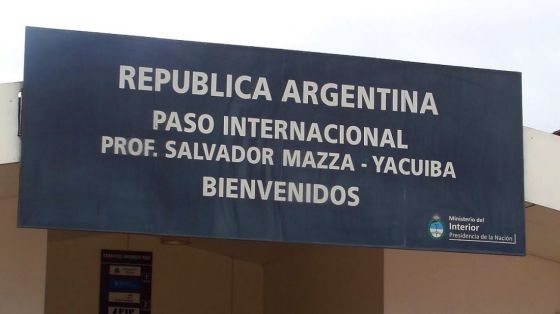 REPUBLICA ARGENTINA
PASO INTERNACIONAL
PROF. SALVADOR MAZZA - YACUIBA
BIENVENIDOS
Ministerio del
Interior
Presidencia de la Nación